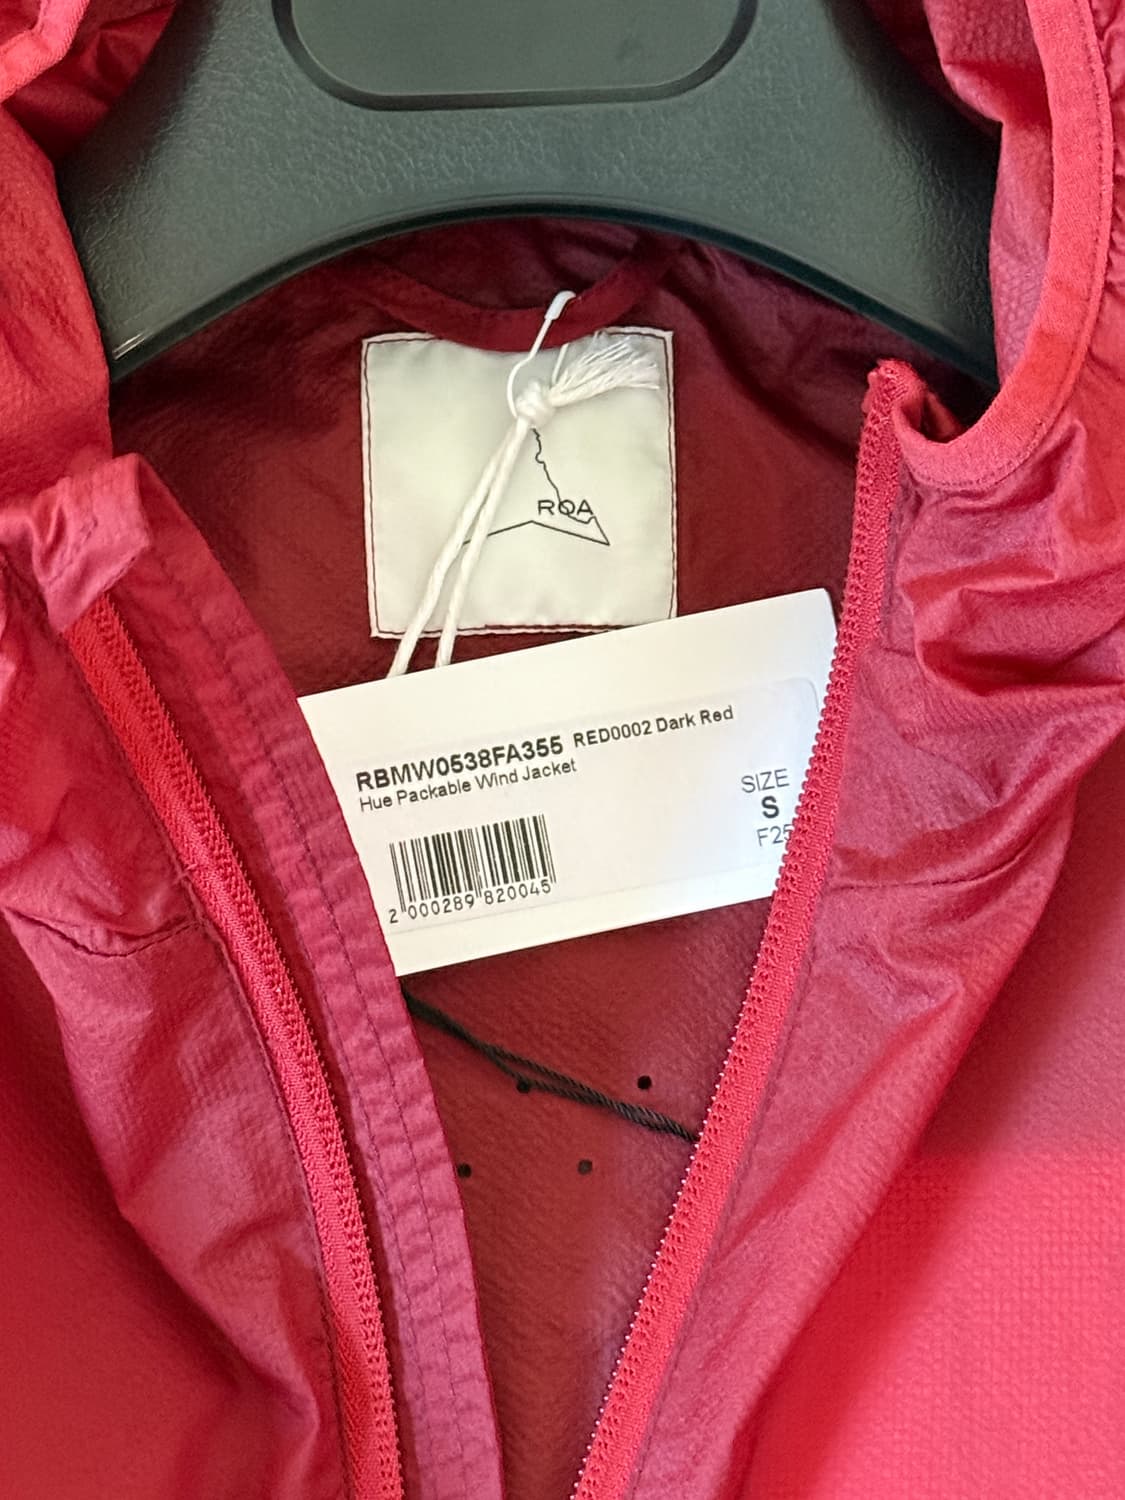 ROA
RBMW0538FA355 RED0002 Dark Red
Hue Packable Wind Jacket
SIZE
S
F25
2 000289 820045